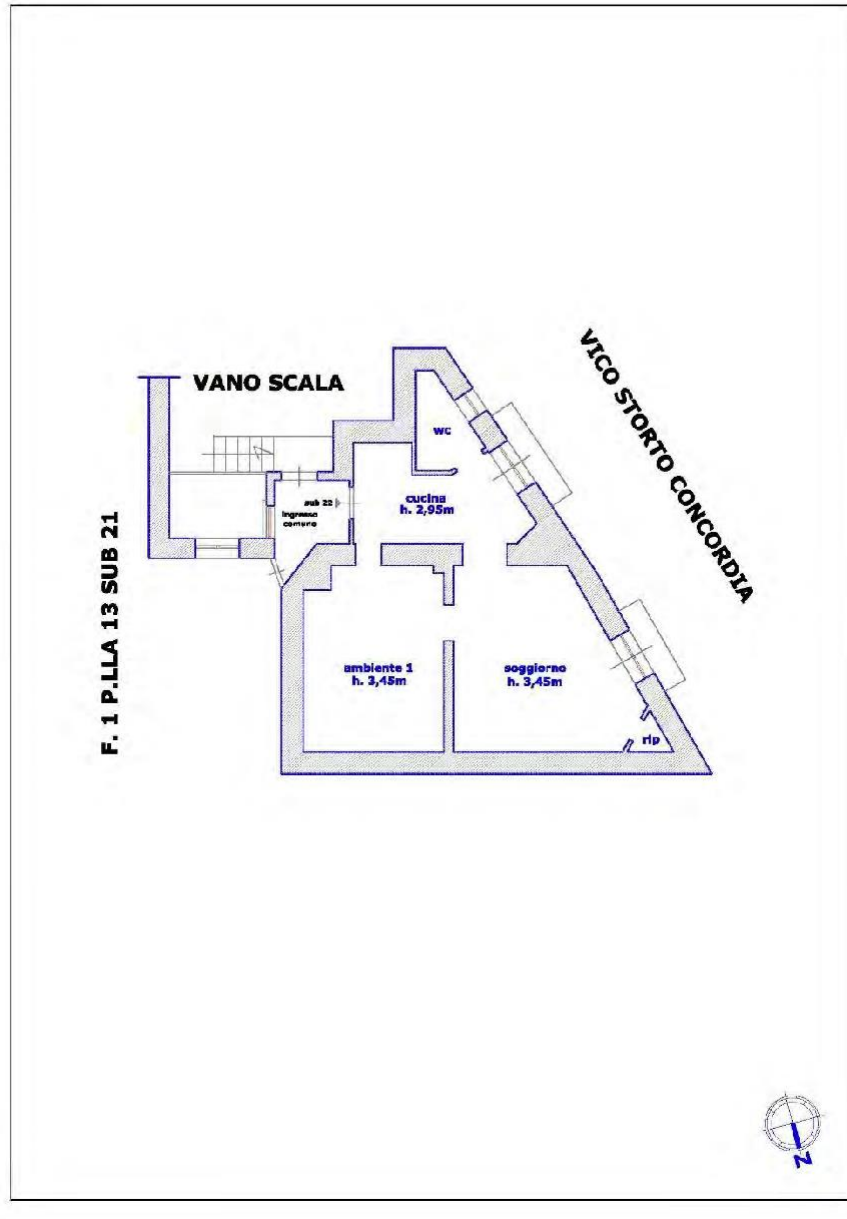 VANO SCALA
VICO STORTO CONCORDIA
wc
cucina
h. 2,95m
sub 22
ingresso
comune
F. 1 P.LLA 13 SUB 21
ambiente 1
h. 3,45m
soggiorno
h. 3,45m
rip
N